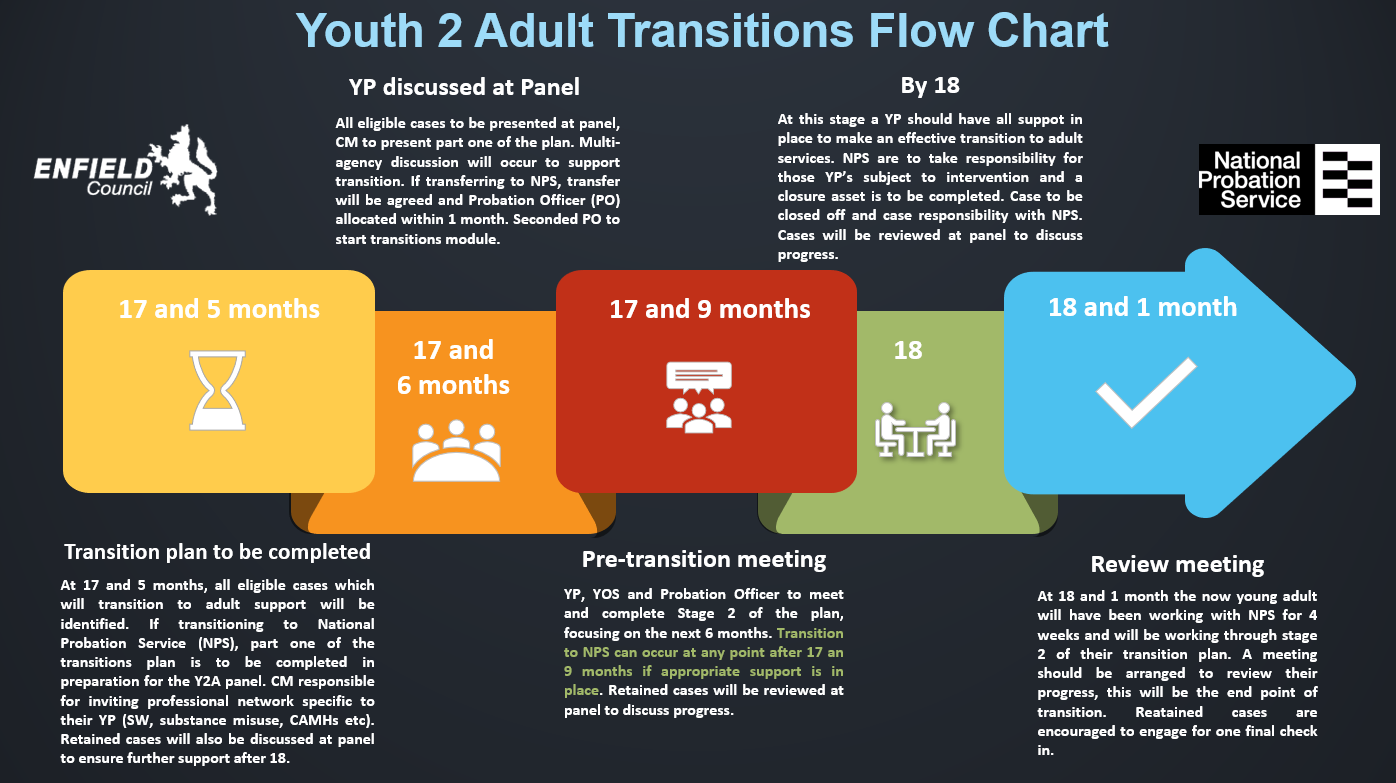 Youth 2 Adult Transitions Flow Chart
YP discussed at Panel
All eligible cases to be presented at panel,
CM to present part one of the plan. Multi-
agency discussion will occur to support
transition. If transferring to NPS, transfer
will be agreed and Probation Officer (PO)
allocated within 1 month. Seconded PO to
start transitions module.
By 18
At this stage a YP should have all suppot in
place to make an effective transition to adult
services. NPS are to take responsibility for
those YP’s subject to intervention and a
closure asset is to be completed. Case to be
closed off and case responsibility with NPS.
Cases will be reviewed at panel to discuss
progress.
ENFIELD
Council
National
Probation
Service
17 and 5 months
17 and
6 months
17 and 9 months
18
18 and 1 month
Transition plan to be completed
At 17 and 5 months, all eligible cases which
will transition to adult support will be
identified. If transitioning to National
Probation Service (NPS), part one of the
transitions plan is to be completed in
preparation for the Y2A panel. CM responsible
for inviting professional network specific to
their YP (SW, substance misuse, CAMHs etc).
Retained cases will also be discussed at panel
to ensure further support after 18.
Pre-transition meeting
YP, YOS and Probation Officer to meet
and complete Stage 2 of the plan,
focusing on the next 6 months. Transition
to NPS can occur at any point after 17 an
9 months if appropriate support is in
place. Retained cases will be reviewed at
panel to discuss progress.
Review meeting
At 18 and 1 month the now young adult
will have been working with NPS for 4
weeks and will be working through stage
2 of their transition plan. A meeting
should be arranged to review their
progress, this will be the end point of
transition. Reatained cases are
encouraged to engage for one final check
in.